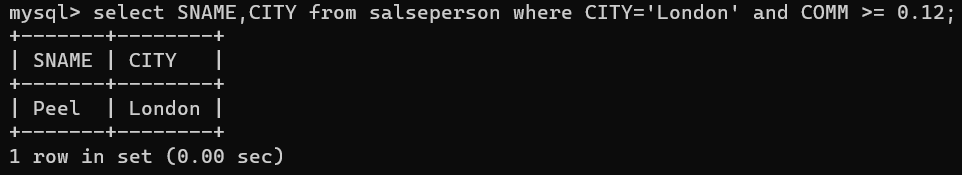 mysql> select SNAME,CITY from salseperson where CITY='London' and COMM >= 0.12;
+-------+--------+
| SNAME | CITY   |
+-------+--------+
| Peel  | London |
+-------+--------+
1 row in set (0.00 sec)